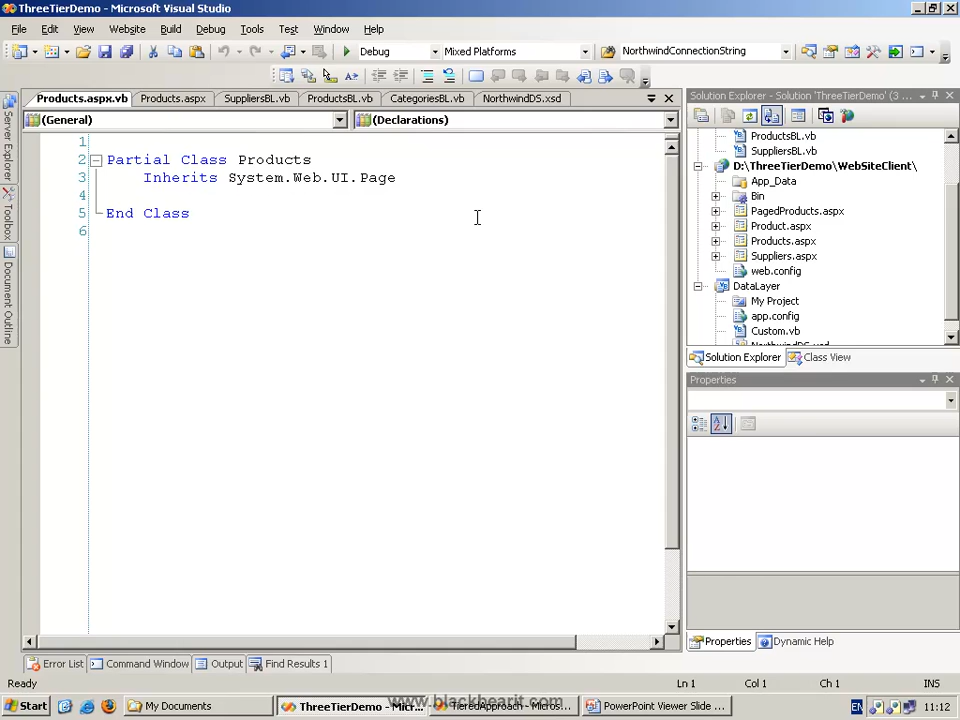 ThreeTierDemo - Microsoft Visual Studio
File Edit View Website Build Debug Tools Test Window Help
Debug Mixed Platforms NorthwindConnectionString
Products.aspx.vb Products.aspx SuppliersBL.vb ProductsBL.vb CategoriesBL.vb NorthwindDS.xsd
(General) (Declarations)
1
2 Partial Class Products
3 Inherits System.Web.UI.Page
4
5 End Class
6
Server Explorer
Toolbox
Document Outline
Solution Explorer - Solution 'ThreeTierDemo' (3 ...
ProductsBL.vb
SuppliersBL.vb
D:\ThreeTierDemo\WebSiteClient\
App_Data
Bin
PagedProducts.aspx
Product.aspx
Products.aspx
Suppliers.aspx
web.config
DataLayer
My Project
app.config
Custom.vb
NorthwindDS.xsd
Solution Explorer Class View
Properties
Properties Dynamic Help
Error List Command Window Output Find Results 1
Ready Ln 1 Col 1 Ch 1 INS
www.blackbearit.com
Start My Documents ThreeTierDemo - Micr... TieredApproach - Micros... PowerPoint Viewer Slide ... EN 11:12